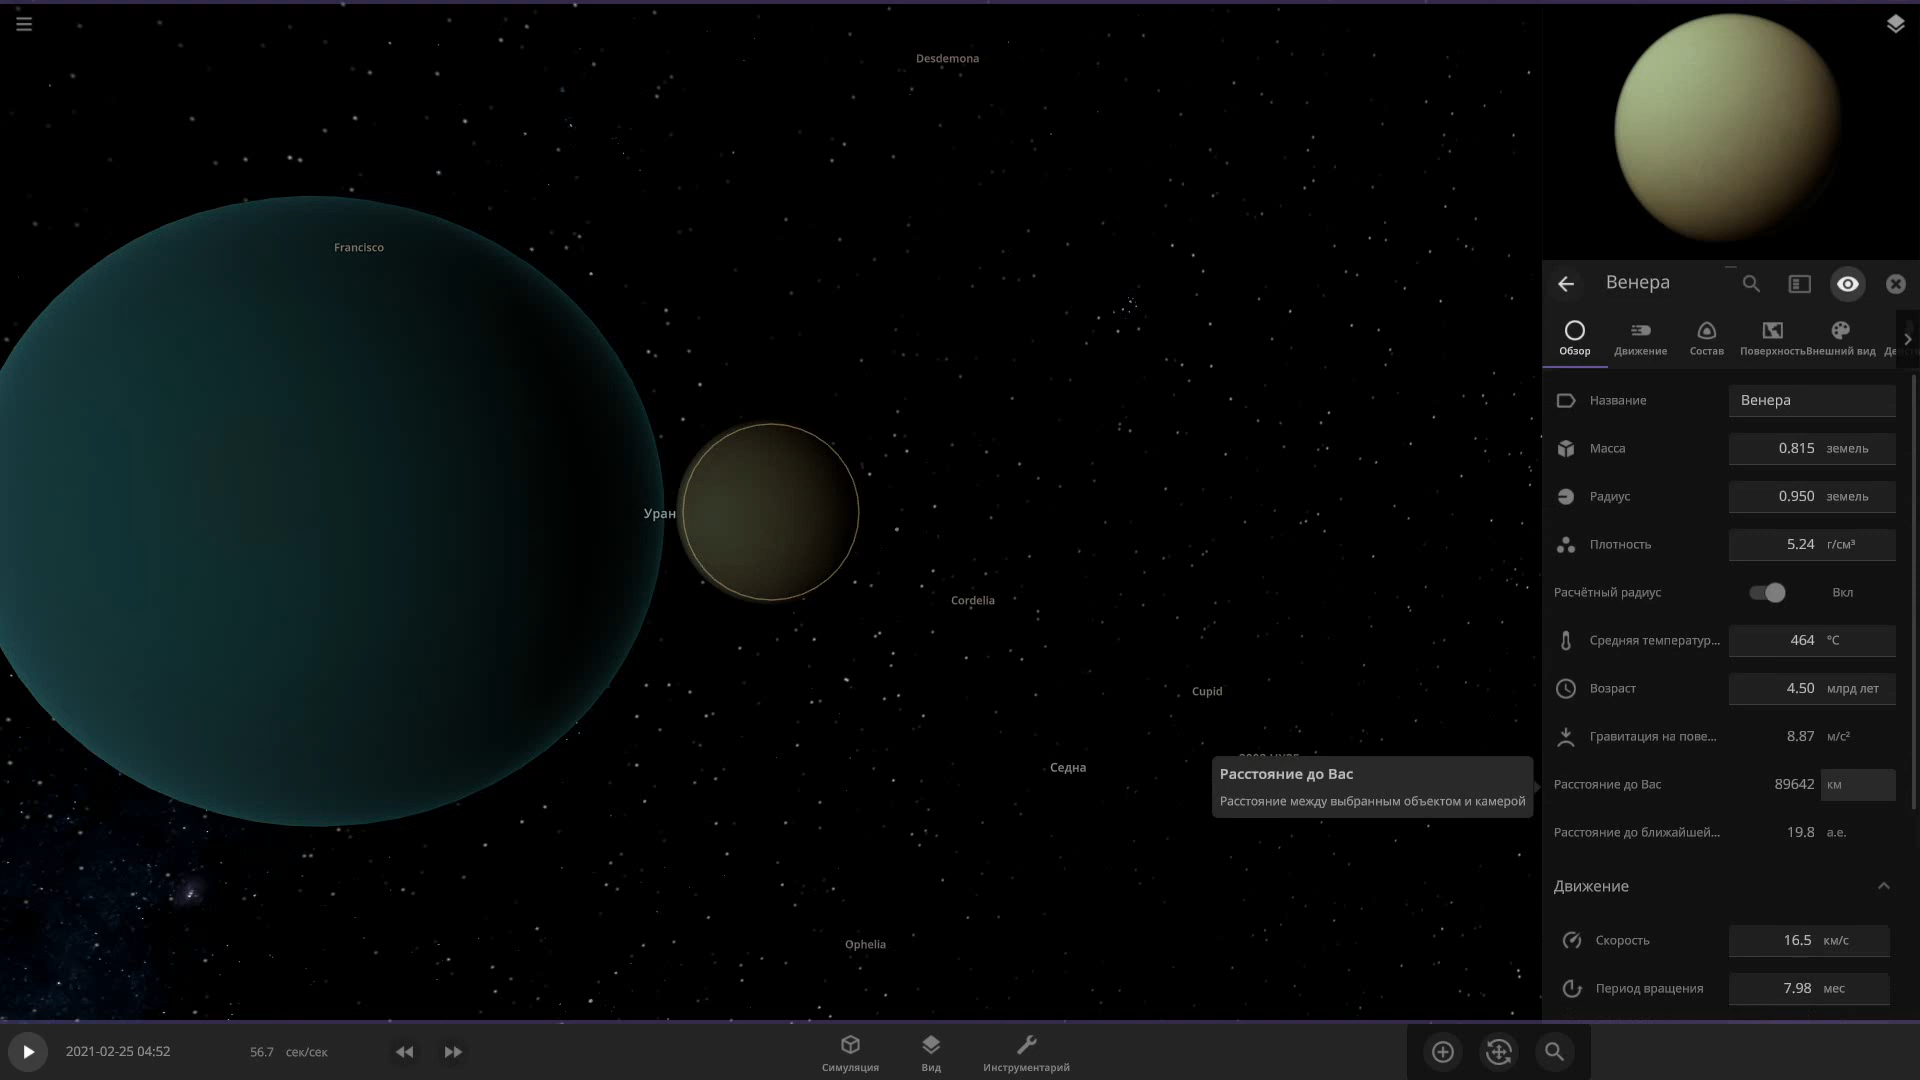 Desdemona
Francisco
Уран
Cordelia
Cupid
Седна
Ophelia
Расстояние до Вас
Расстояние между выбранным объектом и камерой
Венера
Обзор
Движение
Состав
Поверхность
Внешний вид
Название
Венера
Масса
0.815 земель
Радиус
0.950 земель
Плотность
5.24 г/см³
Расчётный радиус
Вкл
Средняя температур...
464 °C
Возраст
4.50 млрд лет
Гравитация на пове...
8.87 м/с²
Расстояние до Вас
89642 км
Расстояние до ближайшей...
19.8 а.е.
Движение
Скорость
16.5 км/с
Период вращения
7.98 мес
2021-02-25 04:52
56.7 сек/сек
Симуляция
Вид
Инструментарий